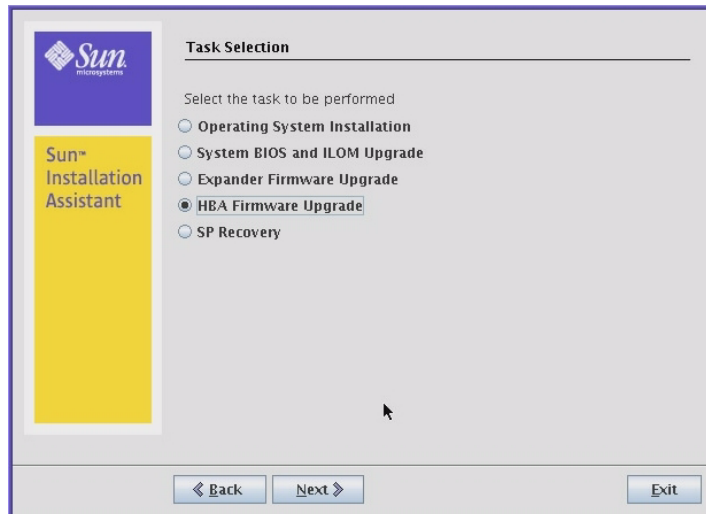 Sun
microsystems
Sun™
Installation
Assistant
Task Selection
Select the task to be performed
Operating System Installation
System BIOS and ILOM Upgrade
Expander Firmware Upgrade
HBA Firmware Upgrade
SP Recovery
Back
Next
Exit